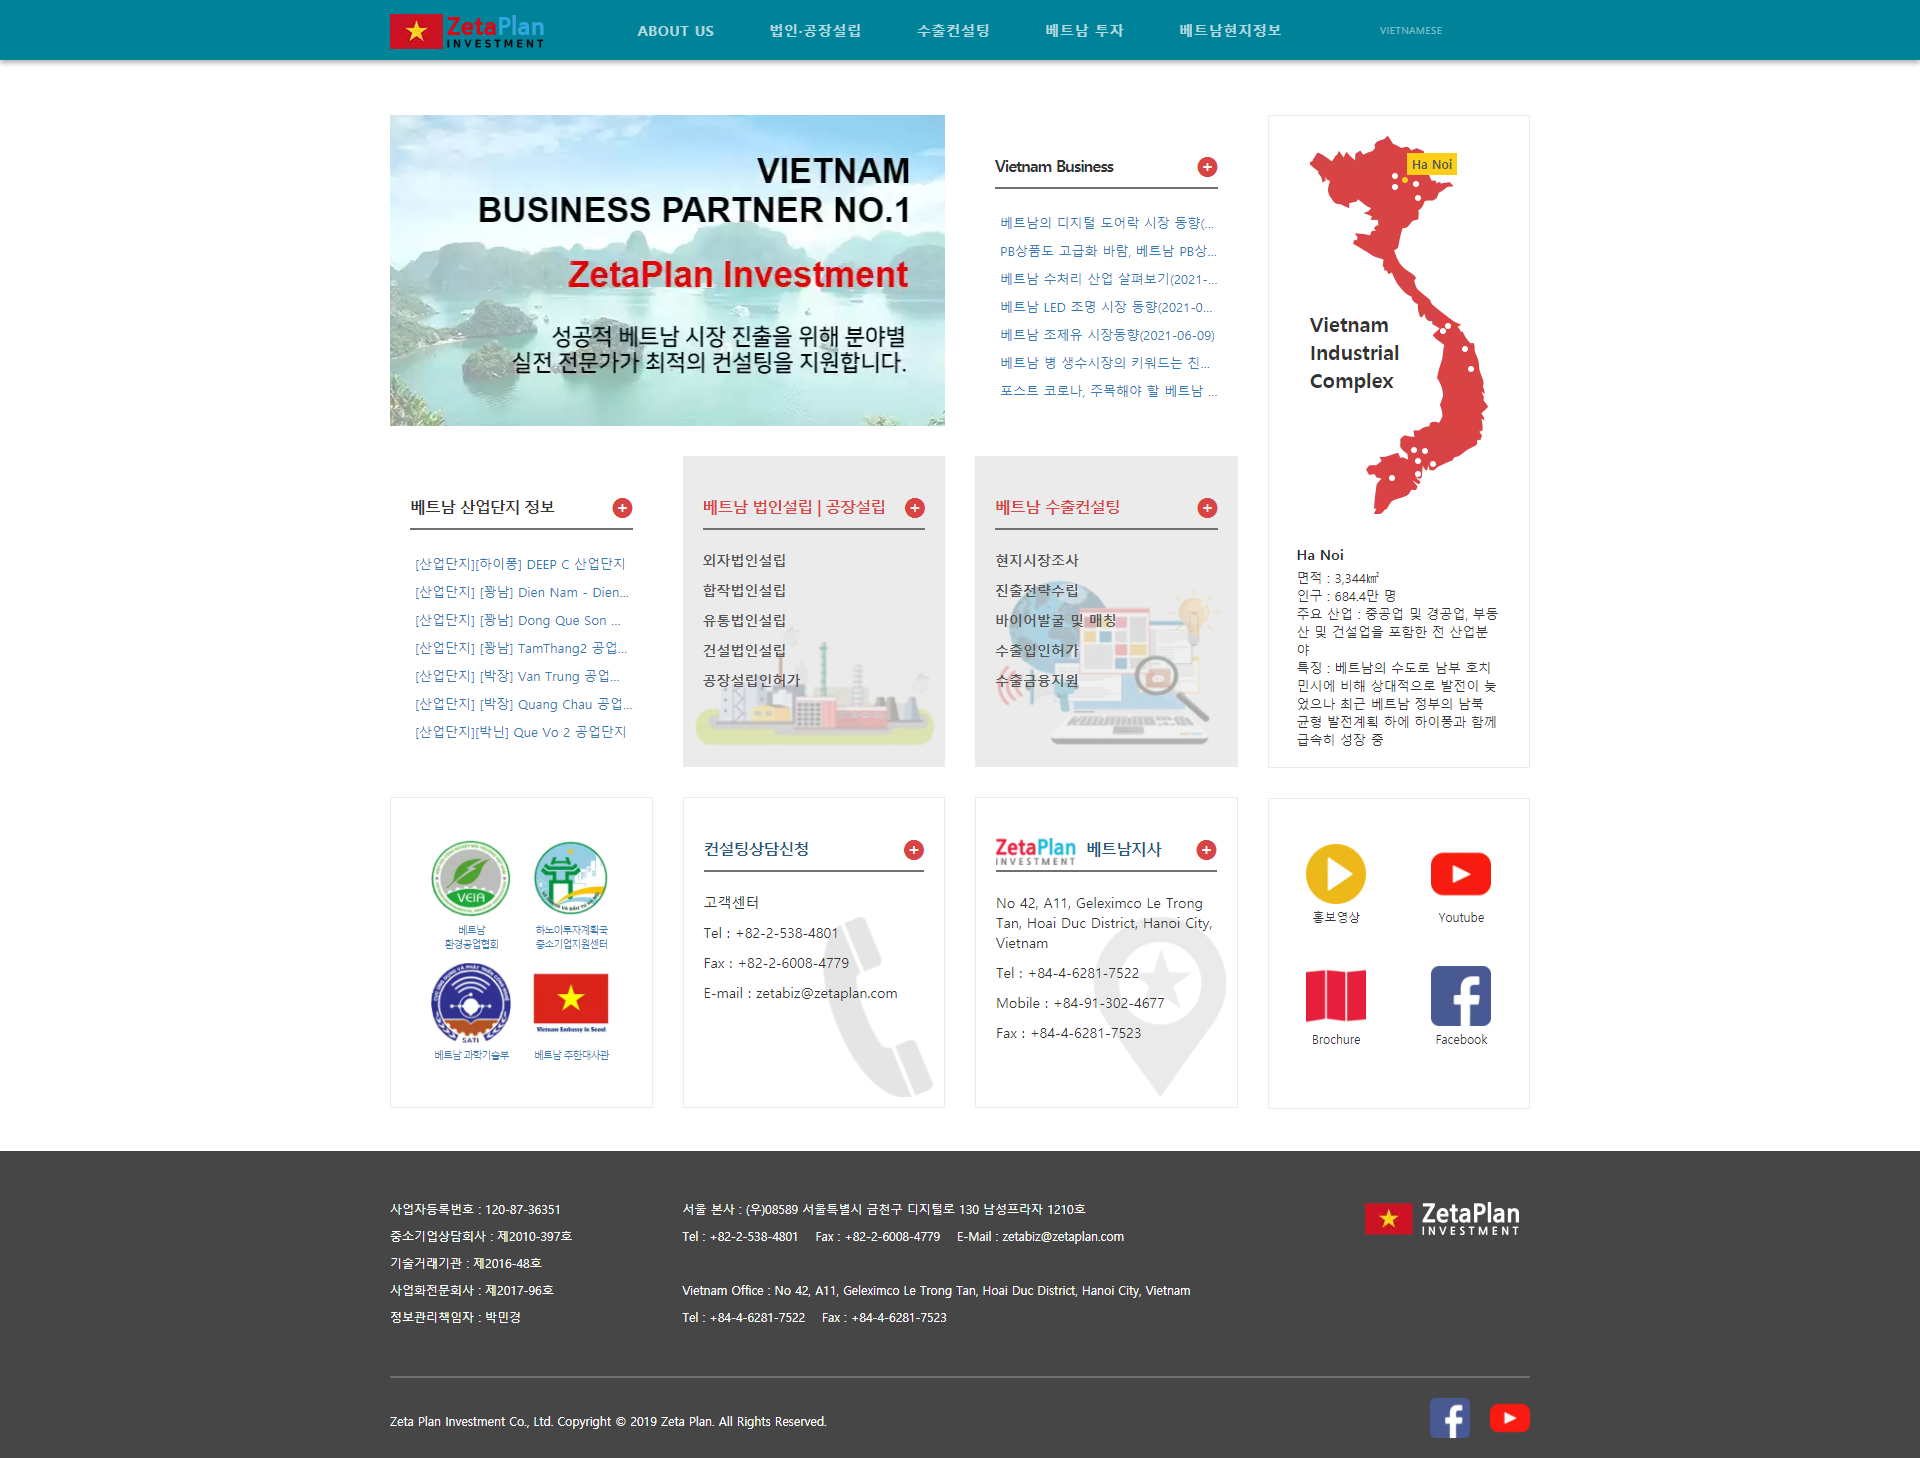 ZetaPlan
INVESTMENT
ABOUT US
법인·공장설립
수출컨설팅
베트남 투자
베트남현지정보
VIETNAMESE
VIETNAM
BUSINESS PARTNER NO.1
ZetaPlan Investment
성공적 베트남 시장 진출을 위해 분야별
실전 전문가가 최적의 컨설팅을 지원합니다.
Vietnam Business
베트남의 디지털 도어락 시장 동향(...
PB상품도 고급화 바람, 베트남 PB상...
베트남 수처리 산업 살펴보기(2021-...
베트남 LED 조명 시장 동향(2021-0...
베트남 조제유 시장동향(2021-06-09)
베트남 병 생수시장의 키워드는 친...
포스트 코로나, 주목해야 할 베트남 ...
Ha Noi
Vietnam
Industrial
Complex
Ha Noi
면적 : 3,344㎢
인구 : 684.4만 명
주요 산업 : 중공업 및 경공업, 부동
산 및 건설업을 포함한 전 산업분
야
특징 : 베트남의 수도로 남부 호치
민시에 비해 상대적으로 발전이 늦
었으나 최근 베트남 정부의 남북
균형 발전계획 하에 하이퐁과 함께
급속히 성장 중
베트남 산업단지 정보
[산업단지][하이퐁] DEEP C 산업단지
[산업단지] [꽝남] Dien Nam - Dien...
[산업단지] [꽝남] Dong Que Son ...
[산업단지] [꽝남] TamThang2 공업...
[산업단지] [박장] Van Trung 공업...
[산업단지] [박장] Quang Chau 공업...
[산업단지][박닌] Que Vo 2 공업단지
베트남 법인설립 | 공장설립
외자법인설립
합작법인설립
유통법인설립
건설법인설립
공장설립인허가
베트남 수출컨설팅
현지시장조사
진출전략수립
바이어발굴 및 매칭
수출입인허가
수출금융지원
VEIA
베트남
환경공업협회
하노이투자계획국
중소기업지원센터
SATI
베트남 과학기술부
Vietnam Embassy in Seoul
베트남 주한대사관
컨설팅상담신청
고객센터
Tel : +82-2-538-4801
Fax : +82-2-6008-4779
E-mail : zetabiz@zetaplan.com
ZetaPlan
INVESTMENT
베트남지사
No 42, A11, Geleximco Le Trong
Tan, Hoai Duc District, Hanoi City,
Vietnam
Tel : +84-4-6281-7522
Mobile : +84-91-302-4677
Fax : +84-4-6281-7523
홍보영상
Youtube
Brochure
Facebook
사업자등록번호 : 120-87-36351
중소기업상담회사 : 제2010-397호
기술거래기관 : 제2016-48호
사업화전문회사 : 제2017-96호
정보관리책임자 : 박민경
서울 본사 : (우)08589 서울특별시 금천구 디지털로 130 남성프라자 1210호
Tel : +82-2-538-4801 Fax : +82-2-6008-4779 E-Mail : zetabiz@zetaplan.com
Vietnam Office : No 42, A11, Geleximco Le Trong Tan, Hoai Duc District, Hanoi City, Vietnam
Tel : +84-4-6281-7522 Fax : +84-4-6281-7523
ZetaPlan
INVESTMENT
Zeta Plan Investment Co., Ltd. Copyright © 2019 Zeta Plan. All Rights Reserved.